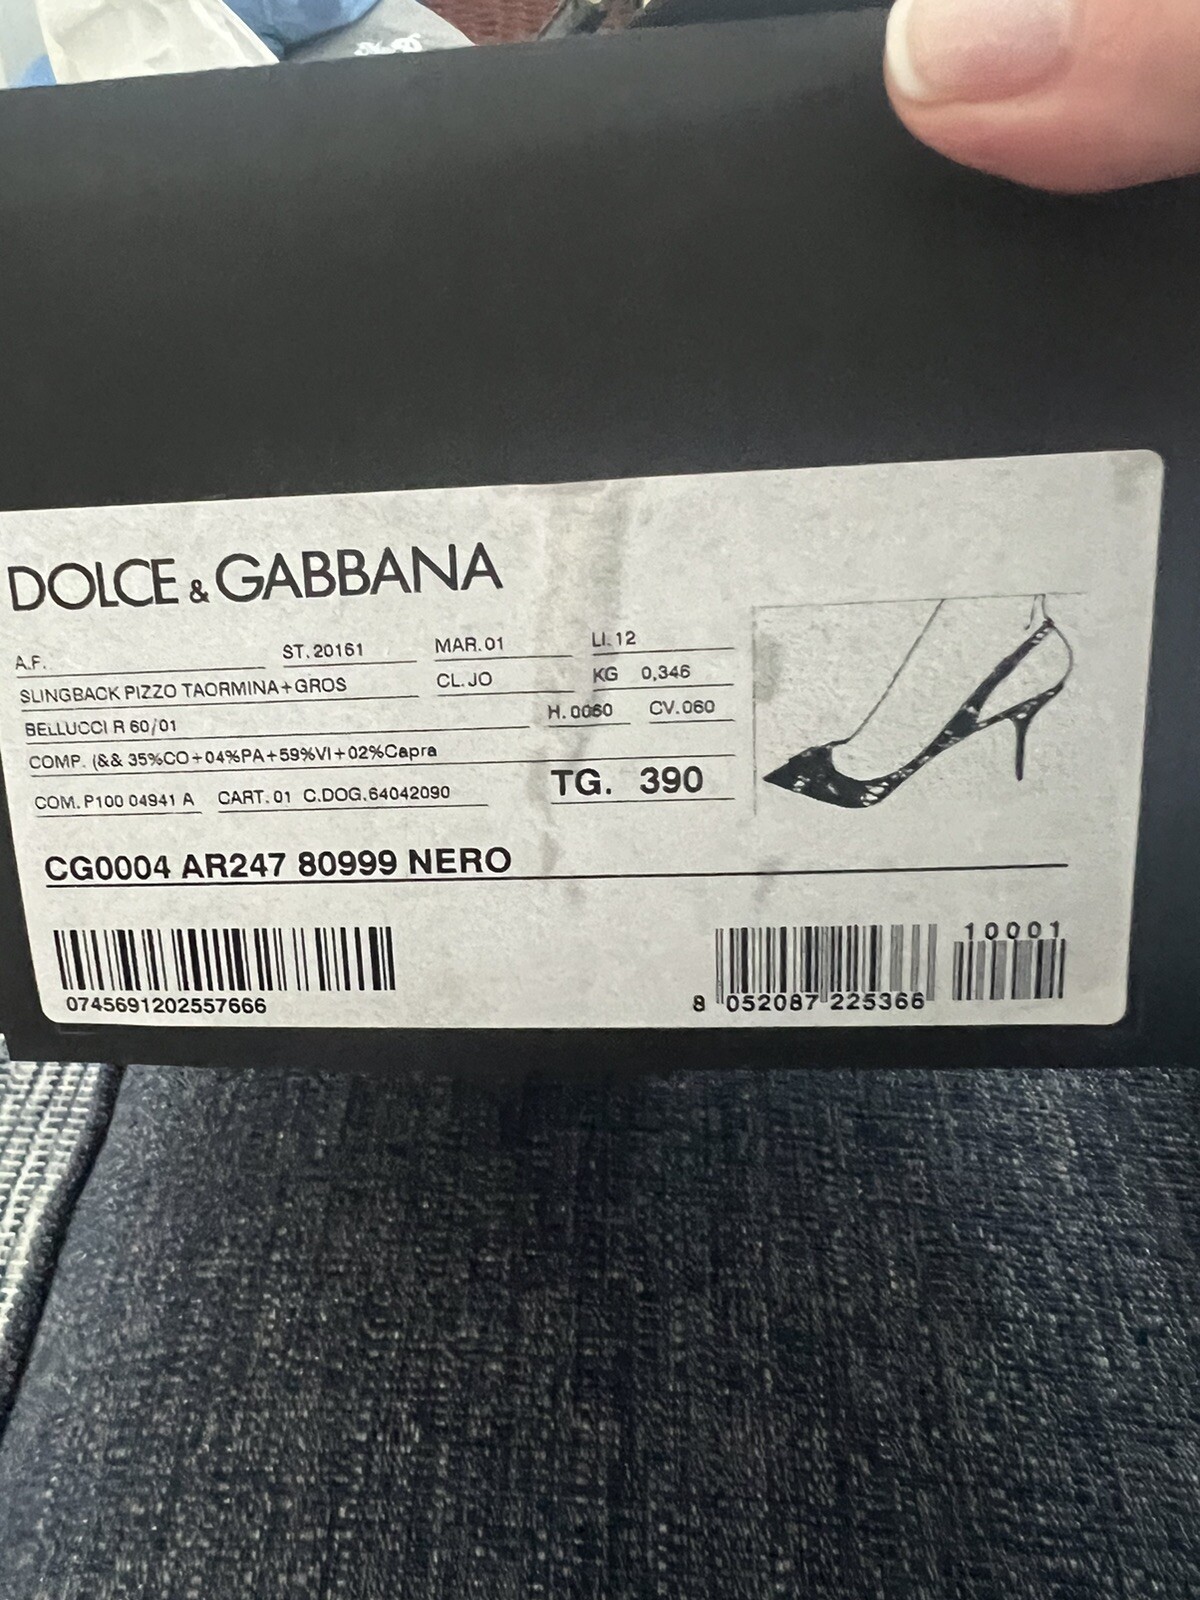 DOLCE & GABBANA
A.F. ST. 20161 MAR. 01 LI. 12
SLINGBACK PIZZO TAORMINA+GROS CL. JO KG 0,346
BELLUCCI R 60/01 H. 0060 CV. 060
COMP. (&& 35%CO+04%PA+59%VI+02%Capra
COM. P100 04941 A CART. 01 C.DOG. 64042090 TG. 390
CG0004 AR247 80999 NERO
10001
0745691202557666 8 052087 225366